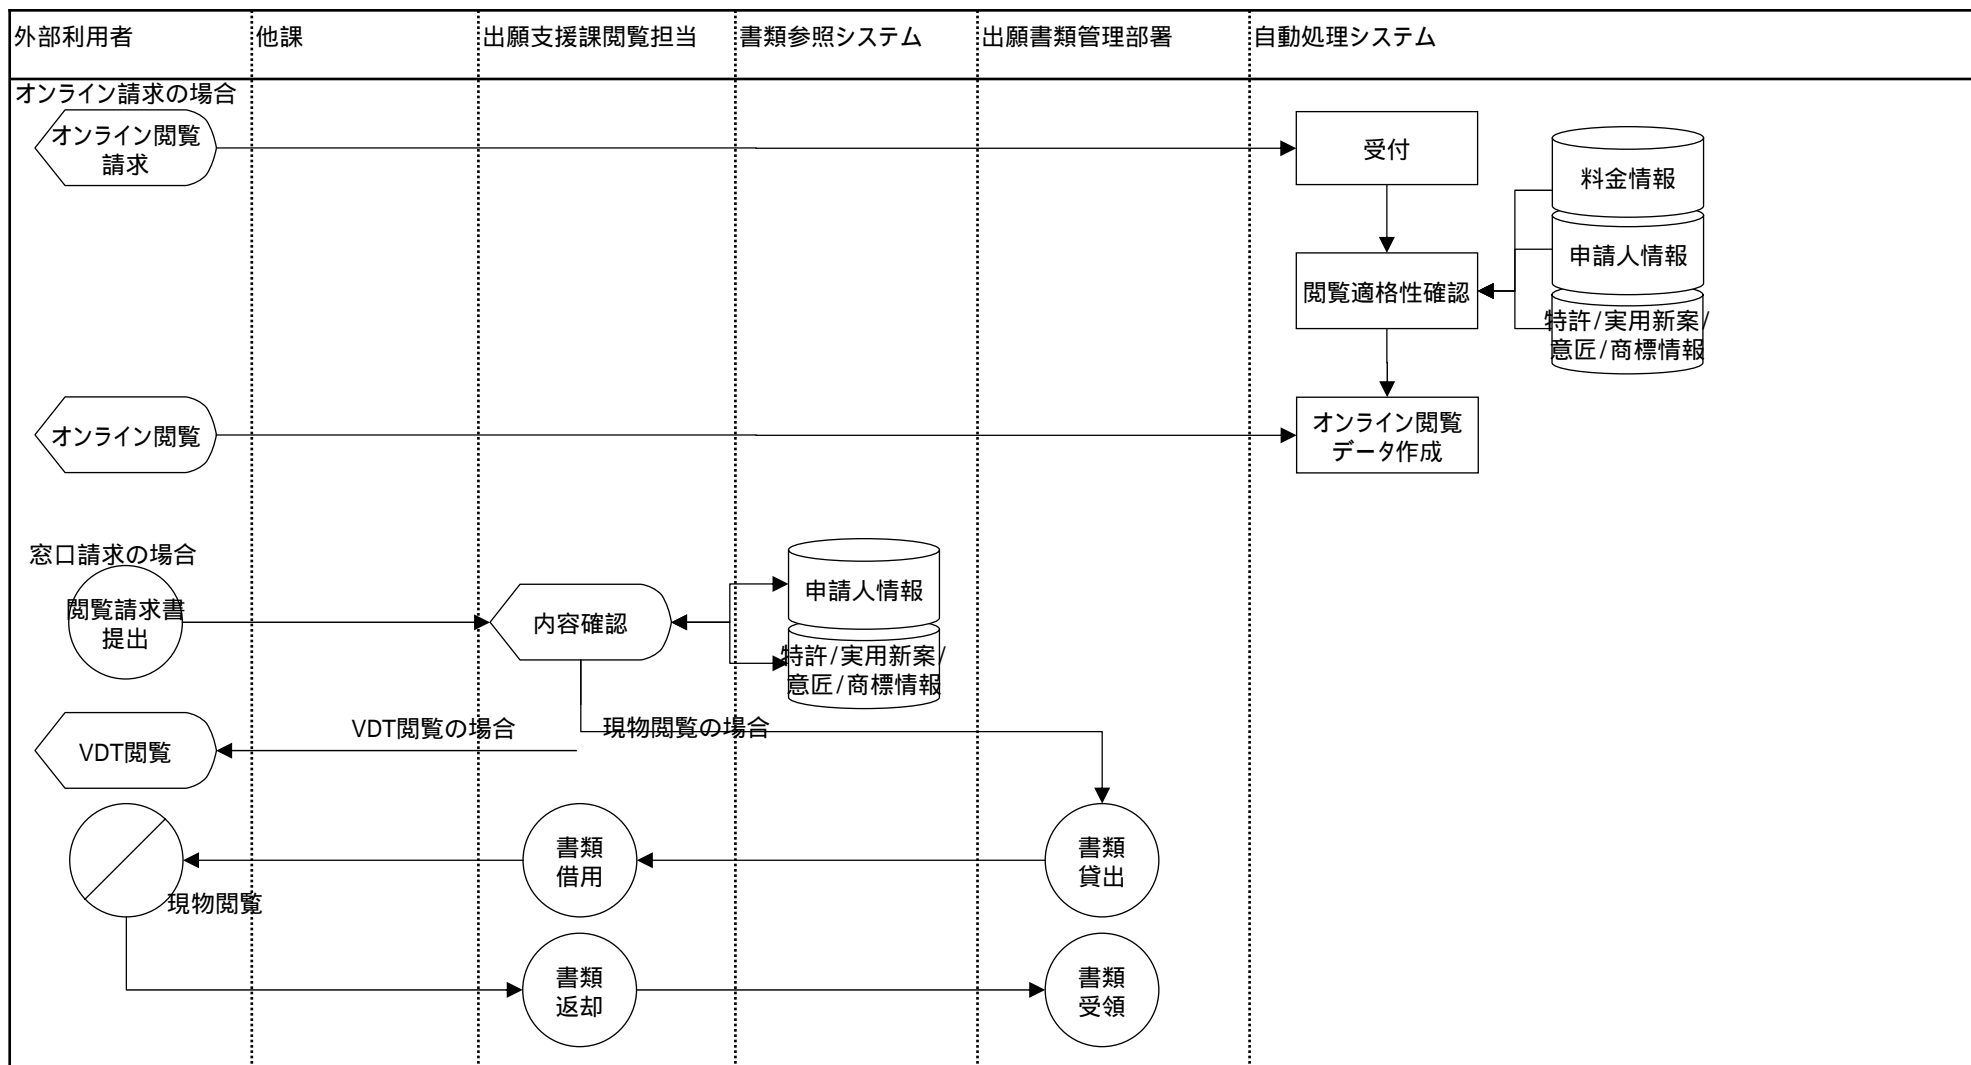 外部利用者
他課
出願支援課閲覧担当
書類参照システム
出願書類管理部署
自動処理システム
オンライン請求の場合
オンライン閲覧
請求
受付
料金情報
申請人情報
閲覧適格性確認
特許/実用新案/
意匠/商標情報
オンライン閲覧
オンライン閲覧
データ作成
窓口請求の場合
閲覧請求書
提出
内容確認
申請人情報
特許/実用新案/
意匠/商標情報
VDT閲覧の場合
現物閲覧の場合
VDT閲覧
書類
借用
書類
貸出
現物閲覧
書類
返却
書類
受領